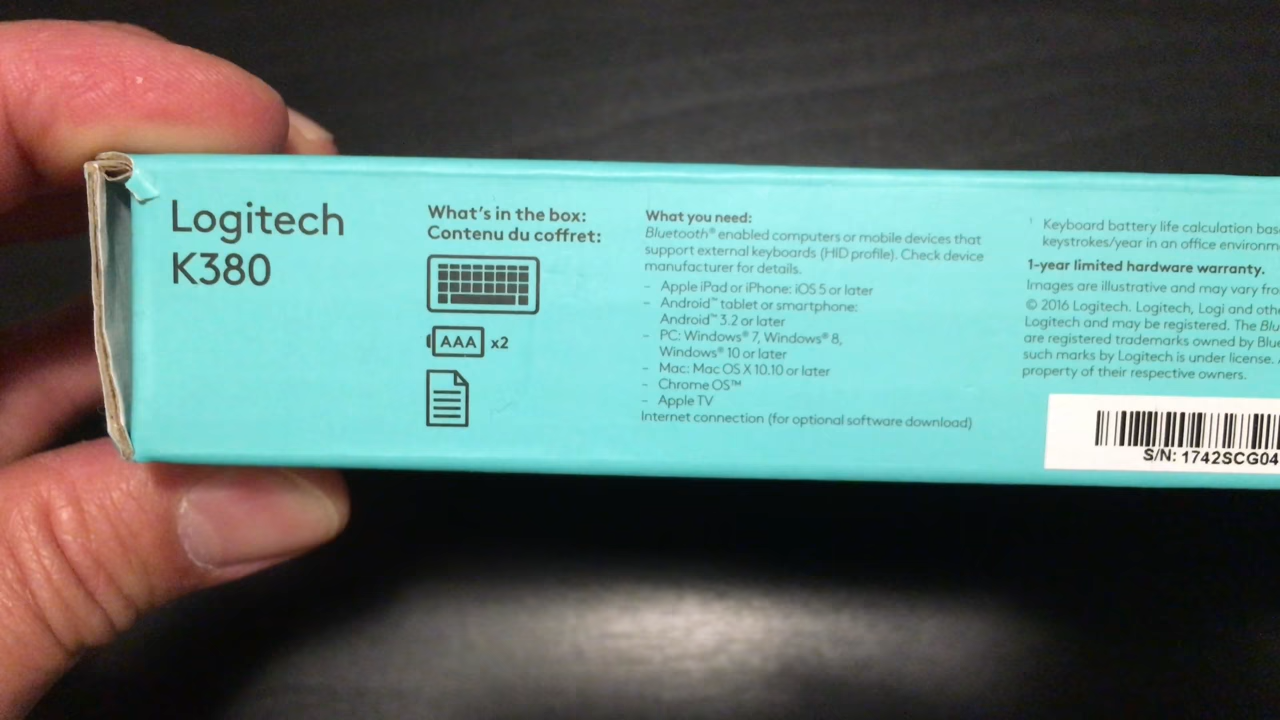 Logitech
K380
What's in the box:
Contenu du coffret:
AAA x2
What you need:
Bluetooth® enabled computers or mobile devices that
support external keyboards (HID profile). Check device
manufacturer for details.
- Apple iPad or iPhone: iOS 5 or later
- Android™ tablet or smartphone:
Android™ 3.2 or later
- PC: Windows® 7, Windows® 8,
Windows® 10 or later
- Mac: Mac OS X 10.10 or later
- Chrome OS™
- Apple TV
Internet connection (for optional software download)
¹ Keyboard battery life calculation bas
keystrokes/year in an office environm
1-year limited hardware warranty.
Images are illustrative and may vary fro
© 2016 Logitech. Logitech, Logi and othe
Logitech and may be registered. The Blu
are registered trademarks owned by Blue
such marks by Logitech is under license.
property of their respective owners.
S/N: 1742SCG04